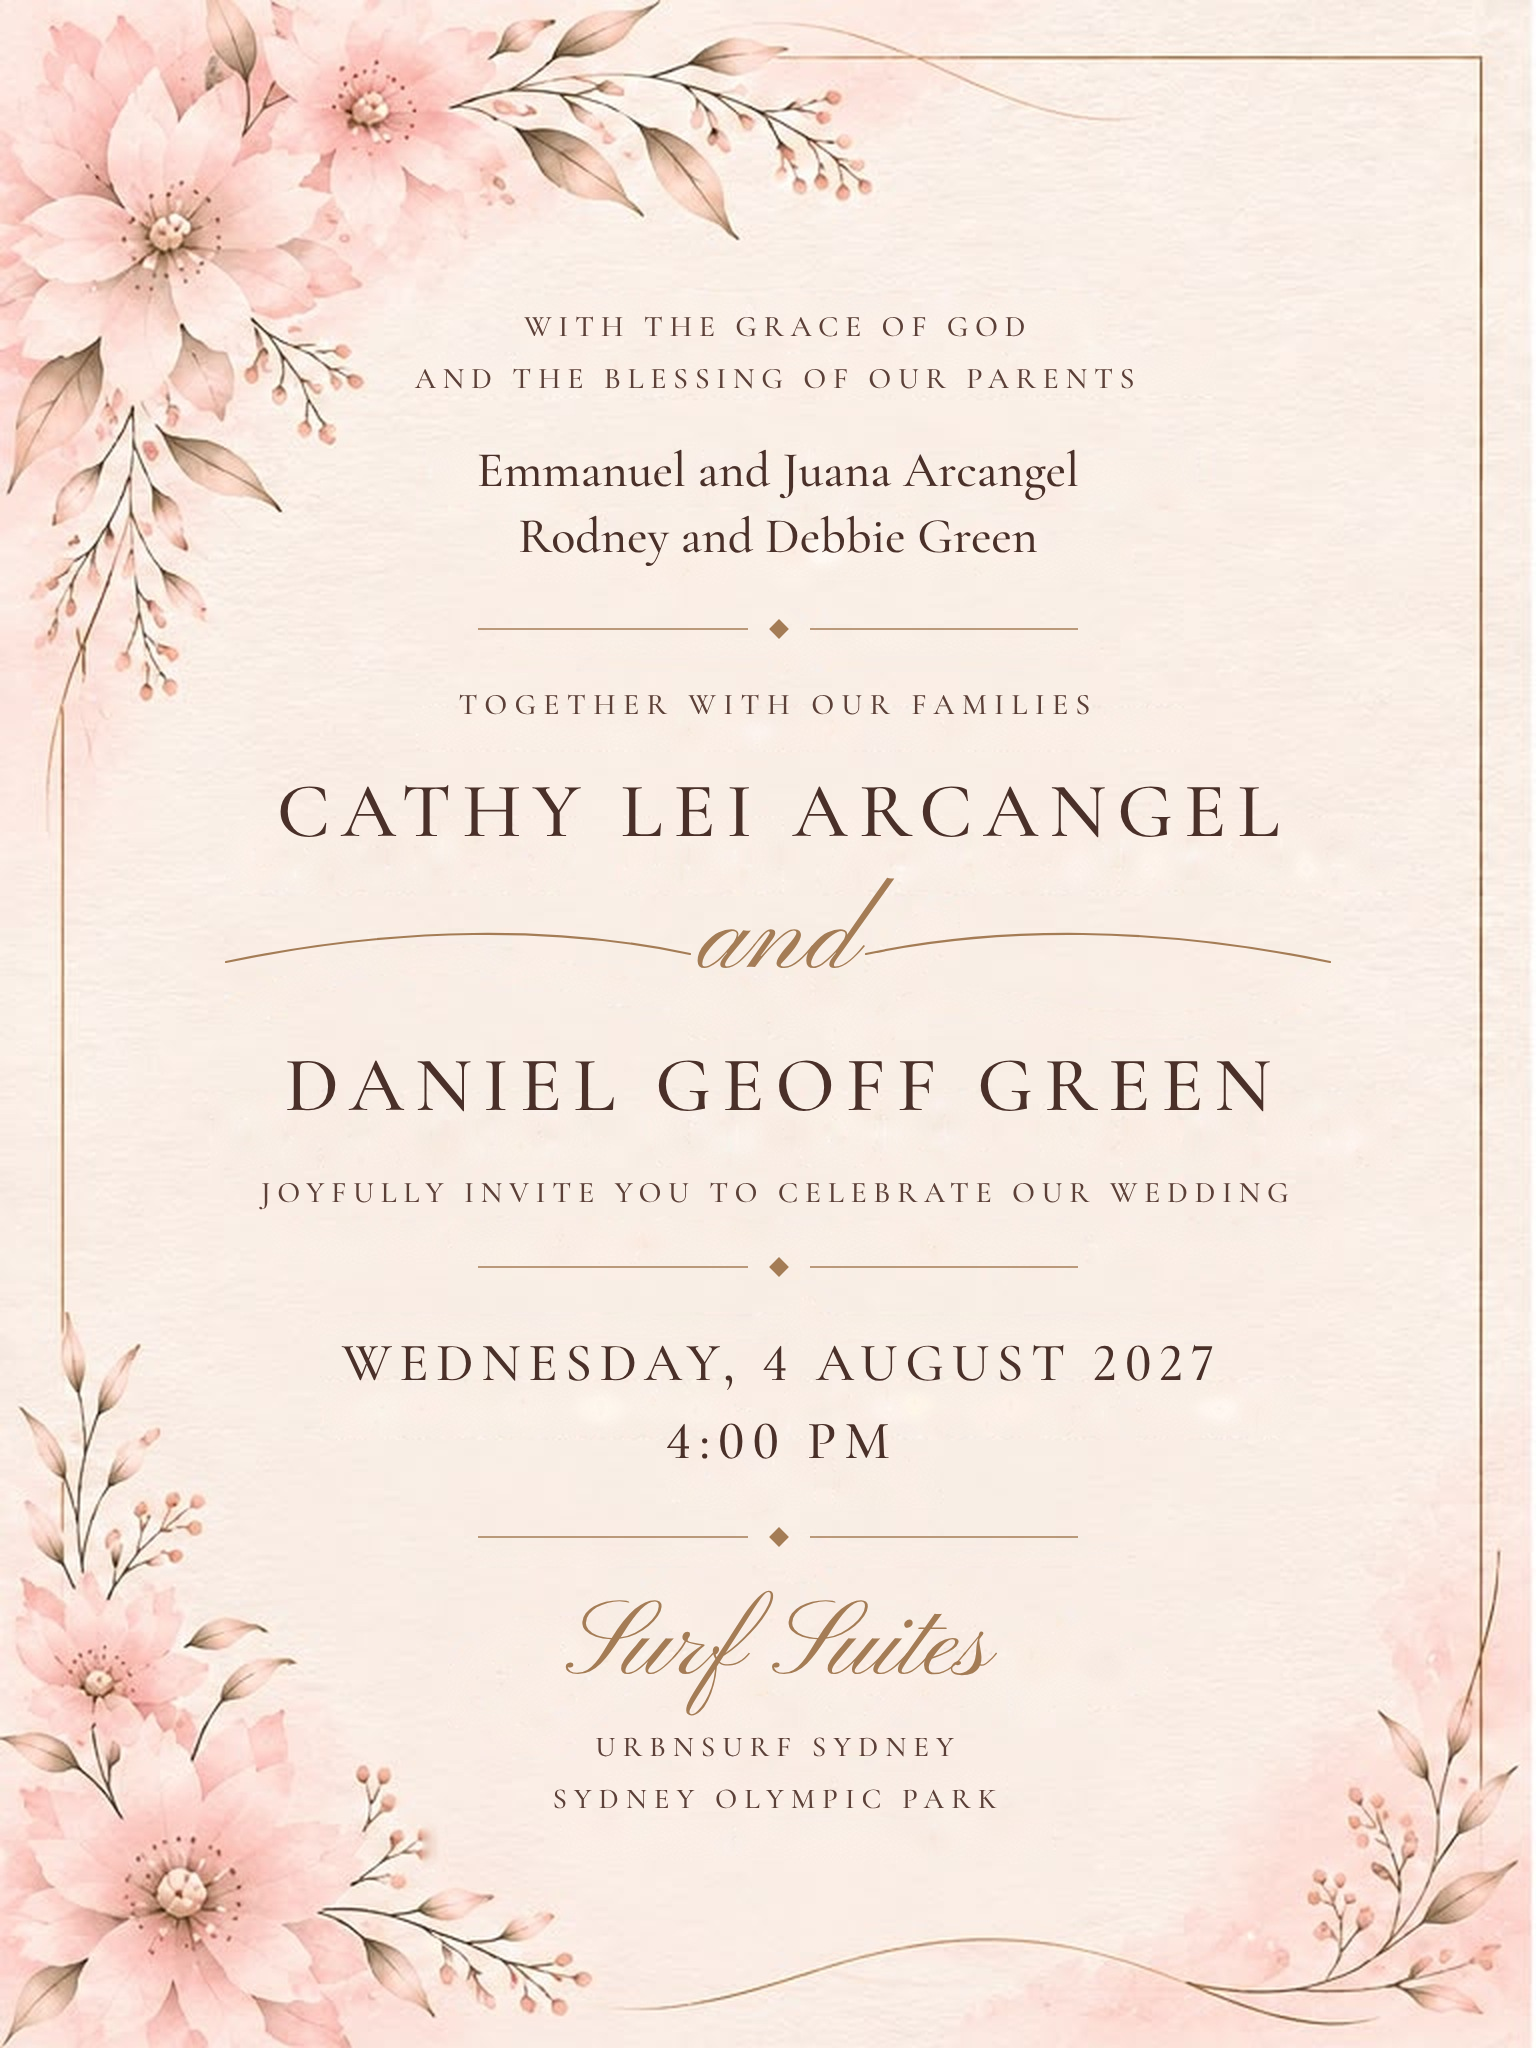 WITH THE GRACE OF GOD
AND THE BLESSING OF OUR PARENTS
Emmanuel and Juana Arcangel
Rodney and Debbie Green
TOGETHER WITH OUR FAMILIES
CATHY LEI ARCANGEL
and
DANIEL GEOFF GREEN
JOYFULLY INVITE YOU TO CELEBRATE OUR WEDDING
WEDNESDAY, 4 AUGUST 2027
4:00 PM
Surf Suites
URBNSURF SYDNEY
SYDNEY OLYMPIC PARK